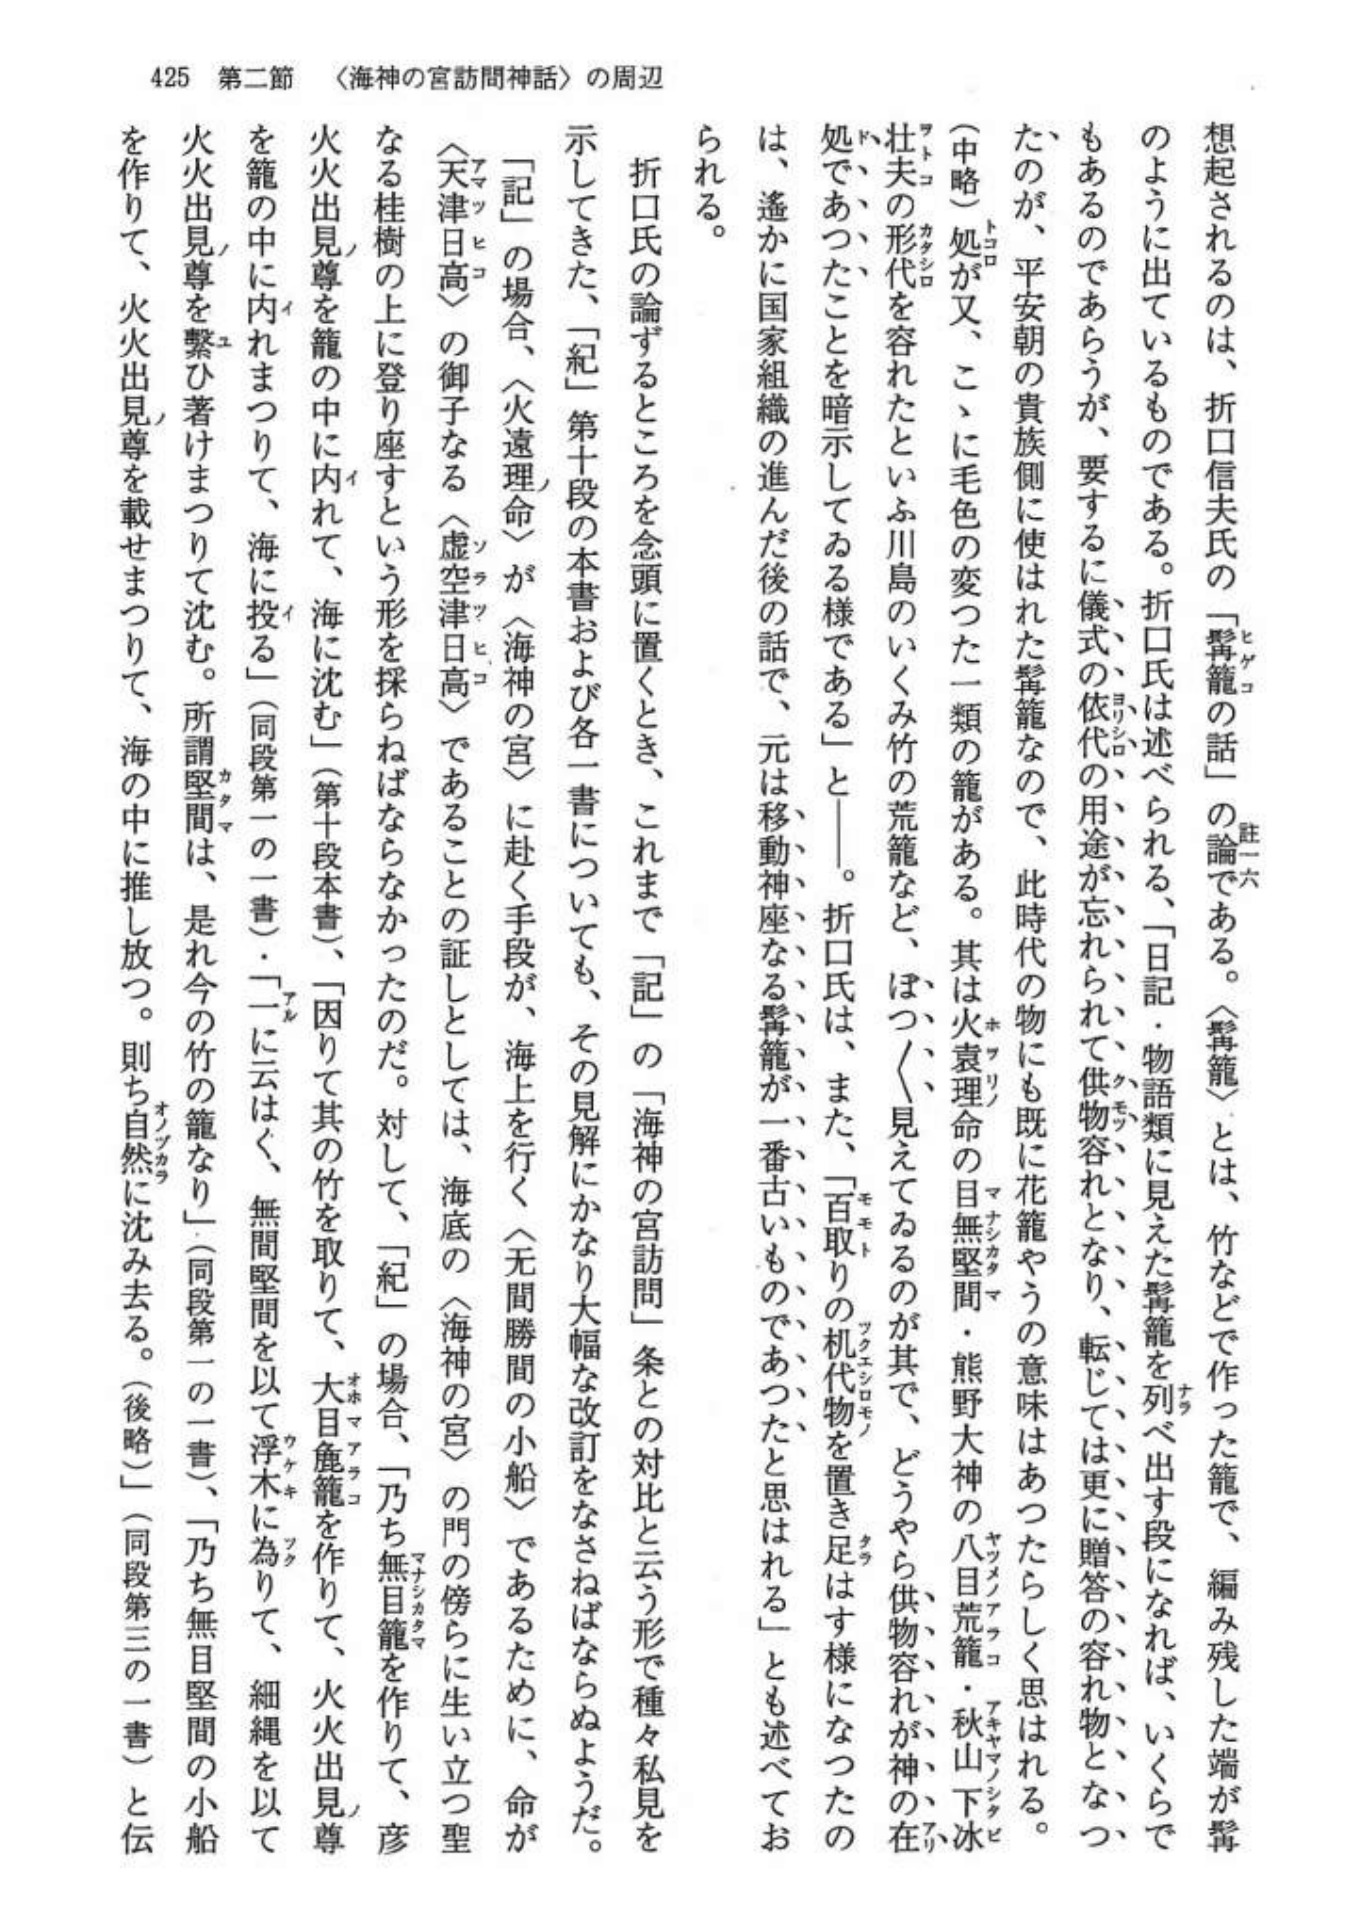 425　第二節　〈海神の宮訪問神話〉の周辺
想起されるのは、折口信夫氏の「髯籠の話」の論である。〈髯籠〉とは、竹などで作った籠で、編み残した端が髯
のように出ているものである。折口氏は述べられる、「日記・物語類に見えた髯籠を列べ出す段になれば、いくらで
もあるのであらうが、要するに儀式の依代の用途が忘れられて供物容れとなり、転じては更に贈答の容れ物となつ
たのが、平安朝の貴族側に使はれた髯籠なので、此時代の物にも既に花籠やうの意味はあつたらしく思はれる。
（中略）処が又、こゝに毛色の変つた一類の籠がある。其は火袁理命の目無堅間・熊野大神の八目荒籠・秋山下冰
壮夫の形代を容れたといふ川島のいくみ竹の荒籠など、ぽつ〱見えてゐるのが其で、どうやら供物容れが神の在
処であつたことを暗示してゐる様である」と――。折口氏は、また、「百取りの机代物を置き足はす様になつたの
は、遙かに国家組織の進んだ後の話で、元は移動神座なる髯籠が一番古いものであつたと思はれる」とも述べてお
られる。
折口氏の論ずるところを念頭に置くとき、これまで「記」の「海神の宮訪問」条との対比と云う形で種々私見を
示してきた、「紀」第十段の本書および各一書についても、その見解にかなり大幅な改訂をなさねばならぬようだ。
「記」の場合、〈火遠理命〉が〈海神の宮〉に赴く手段が、海上を行く〈无間勝間の小船〉であるために、命が
〈天津日高〉の御子なる〈虚空津日高〉であることの証しとしては、海底の〈海神の宮〉の門の傍らに生い立つ聖
なる桂樹の上に登り座すという形を採らねばならなかったのだ。対して、「紀」の場合、「乃ち無目籠を作りて、彦
火火出見尊を籠の中に内れて、海に沈む」（第十段本書）、「因りて其の竹を取りて、大目麁籠を作りて、火火出見尊
を籠の中に内れまつりて、海に投る」（同段第一の一書）・「一に云はく、無間堅間を以て浮木に為りて、細縄を以て
火火出見尊を繋ひ著けまつりて沈む。所謂堅間は、是れ今の竹の籠なり」（同段第一の一書）、「乃ち無目堅間の小船
を作りて、火火出見尊を載せまつりて、海の中に推し放つ。則ち自然に沈み去る。（後略）」（同段第三の一書）と伝